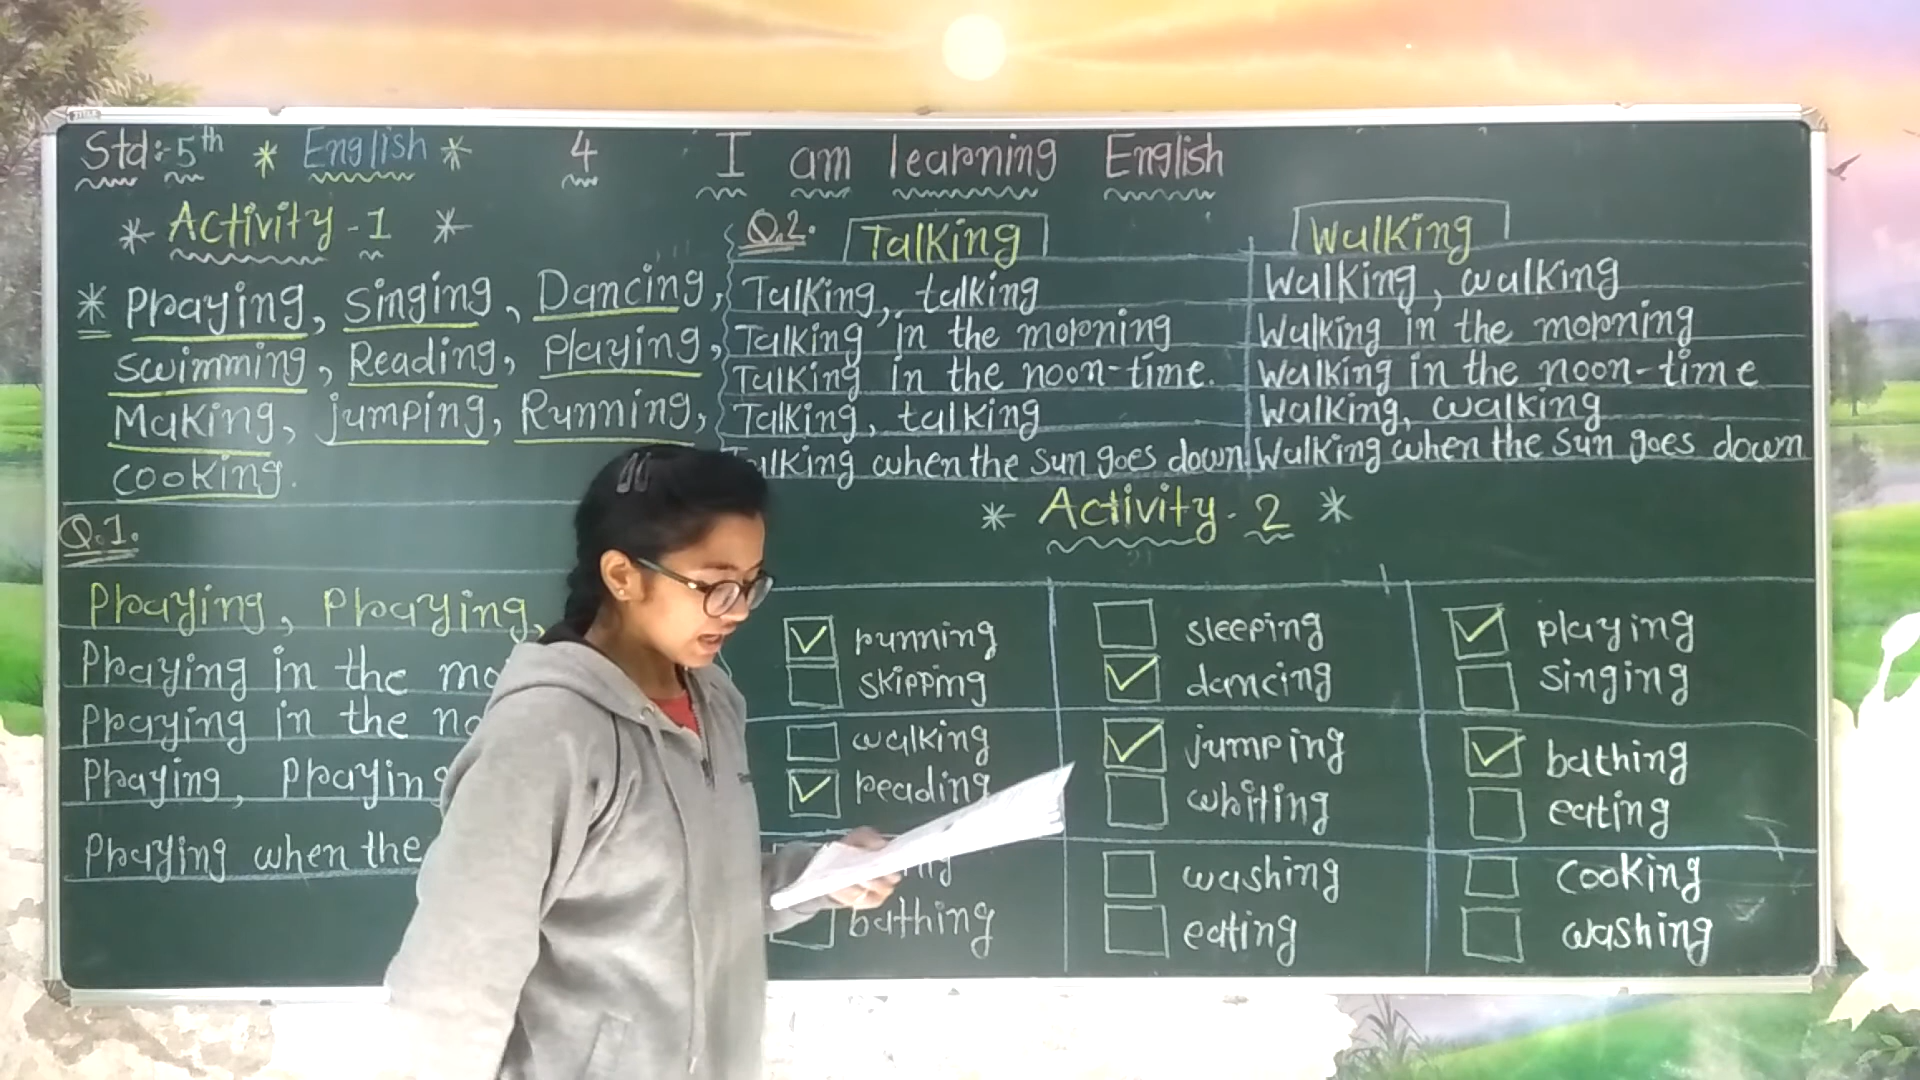 Std:- 5th * English * 4 I am learning English
* Activity - 1 *
* Praying, Singing, Dancing,
swimming, Reading, Playing,
Making, jumping, Running,
cooking.
Q.1.
Praying, Praying,
Praying in the
Praying in the
Praying,
Praying when the
Q.2. Talking
Talking, talking
Talking in the morning
Talking in the noon-time.
Talking, talking
Talking when the sun goes down
Walking
Walking, walking
Walking in the morning
Walking in the noon-time
Walking, walking
Walking when the sun goes down
* Activity - 2 *
running
skipping
sleeping
dancing
playing
singing
walking
reading
jumping
writing
bathing
eating
bathing
washing
eating
cooking
washing